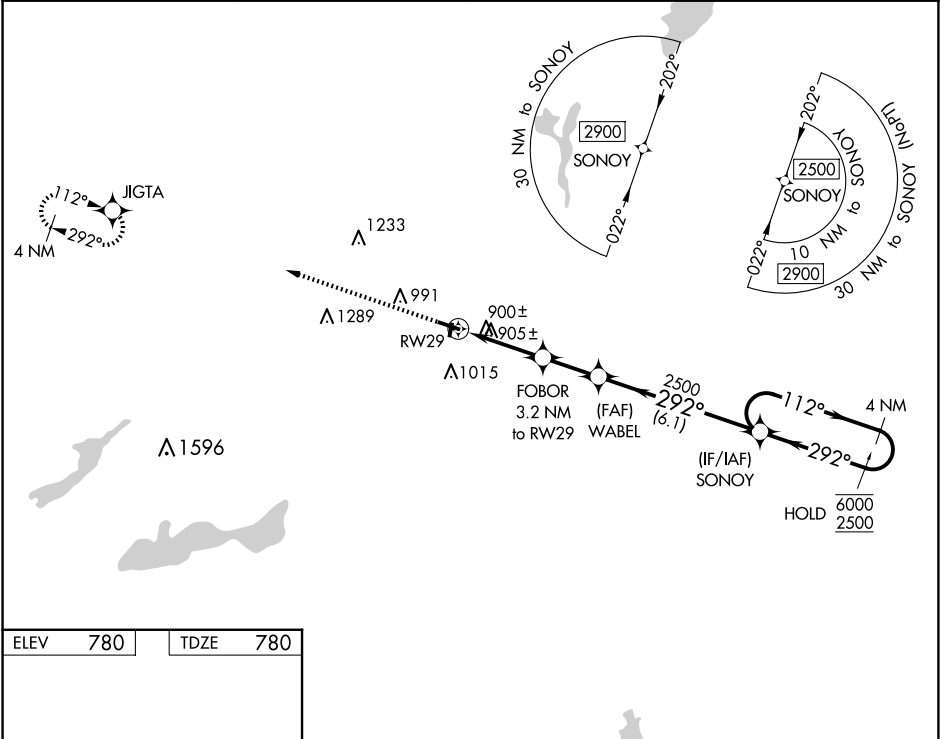 30 NM to SONOY
202°
2900
SONOY
022°
202°
2500
SONOY
022°
10 NM to SONOY
2900
30 NM to SONOY (NoPT)
112°
JIGTA
292°
4 NM
1233
991
1289
900±
905±
RW29
1015
FOBOR
3.2 NM
to RW29
(FAF)
WABEL
2500
292°
(6.1)
112°
4 NM
292°
(IF/IAF)
SONOY
HOLD
6000
2500
1596
ELEV 780
TDZE 780